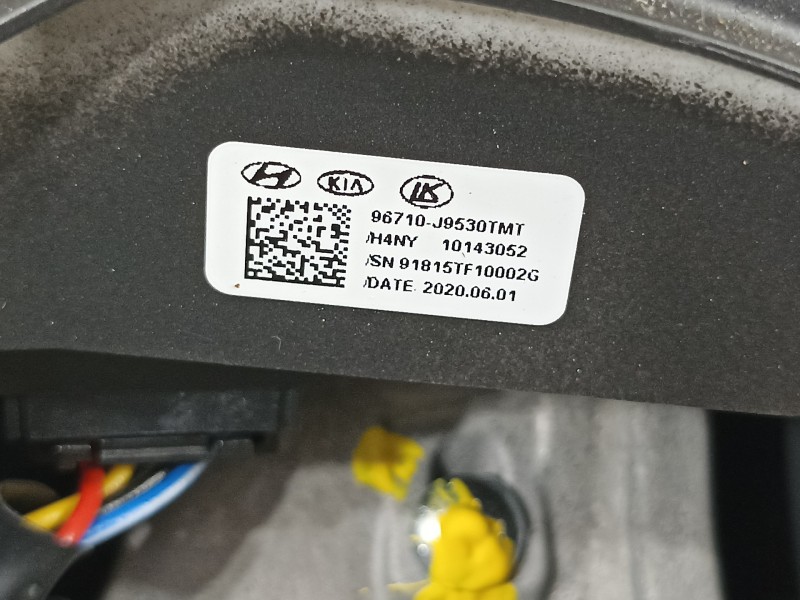 KIA
96710-J9530TMT
/H4NY 10143052
/SN 91815TF10002G
/DATE 2020.06.01